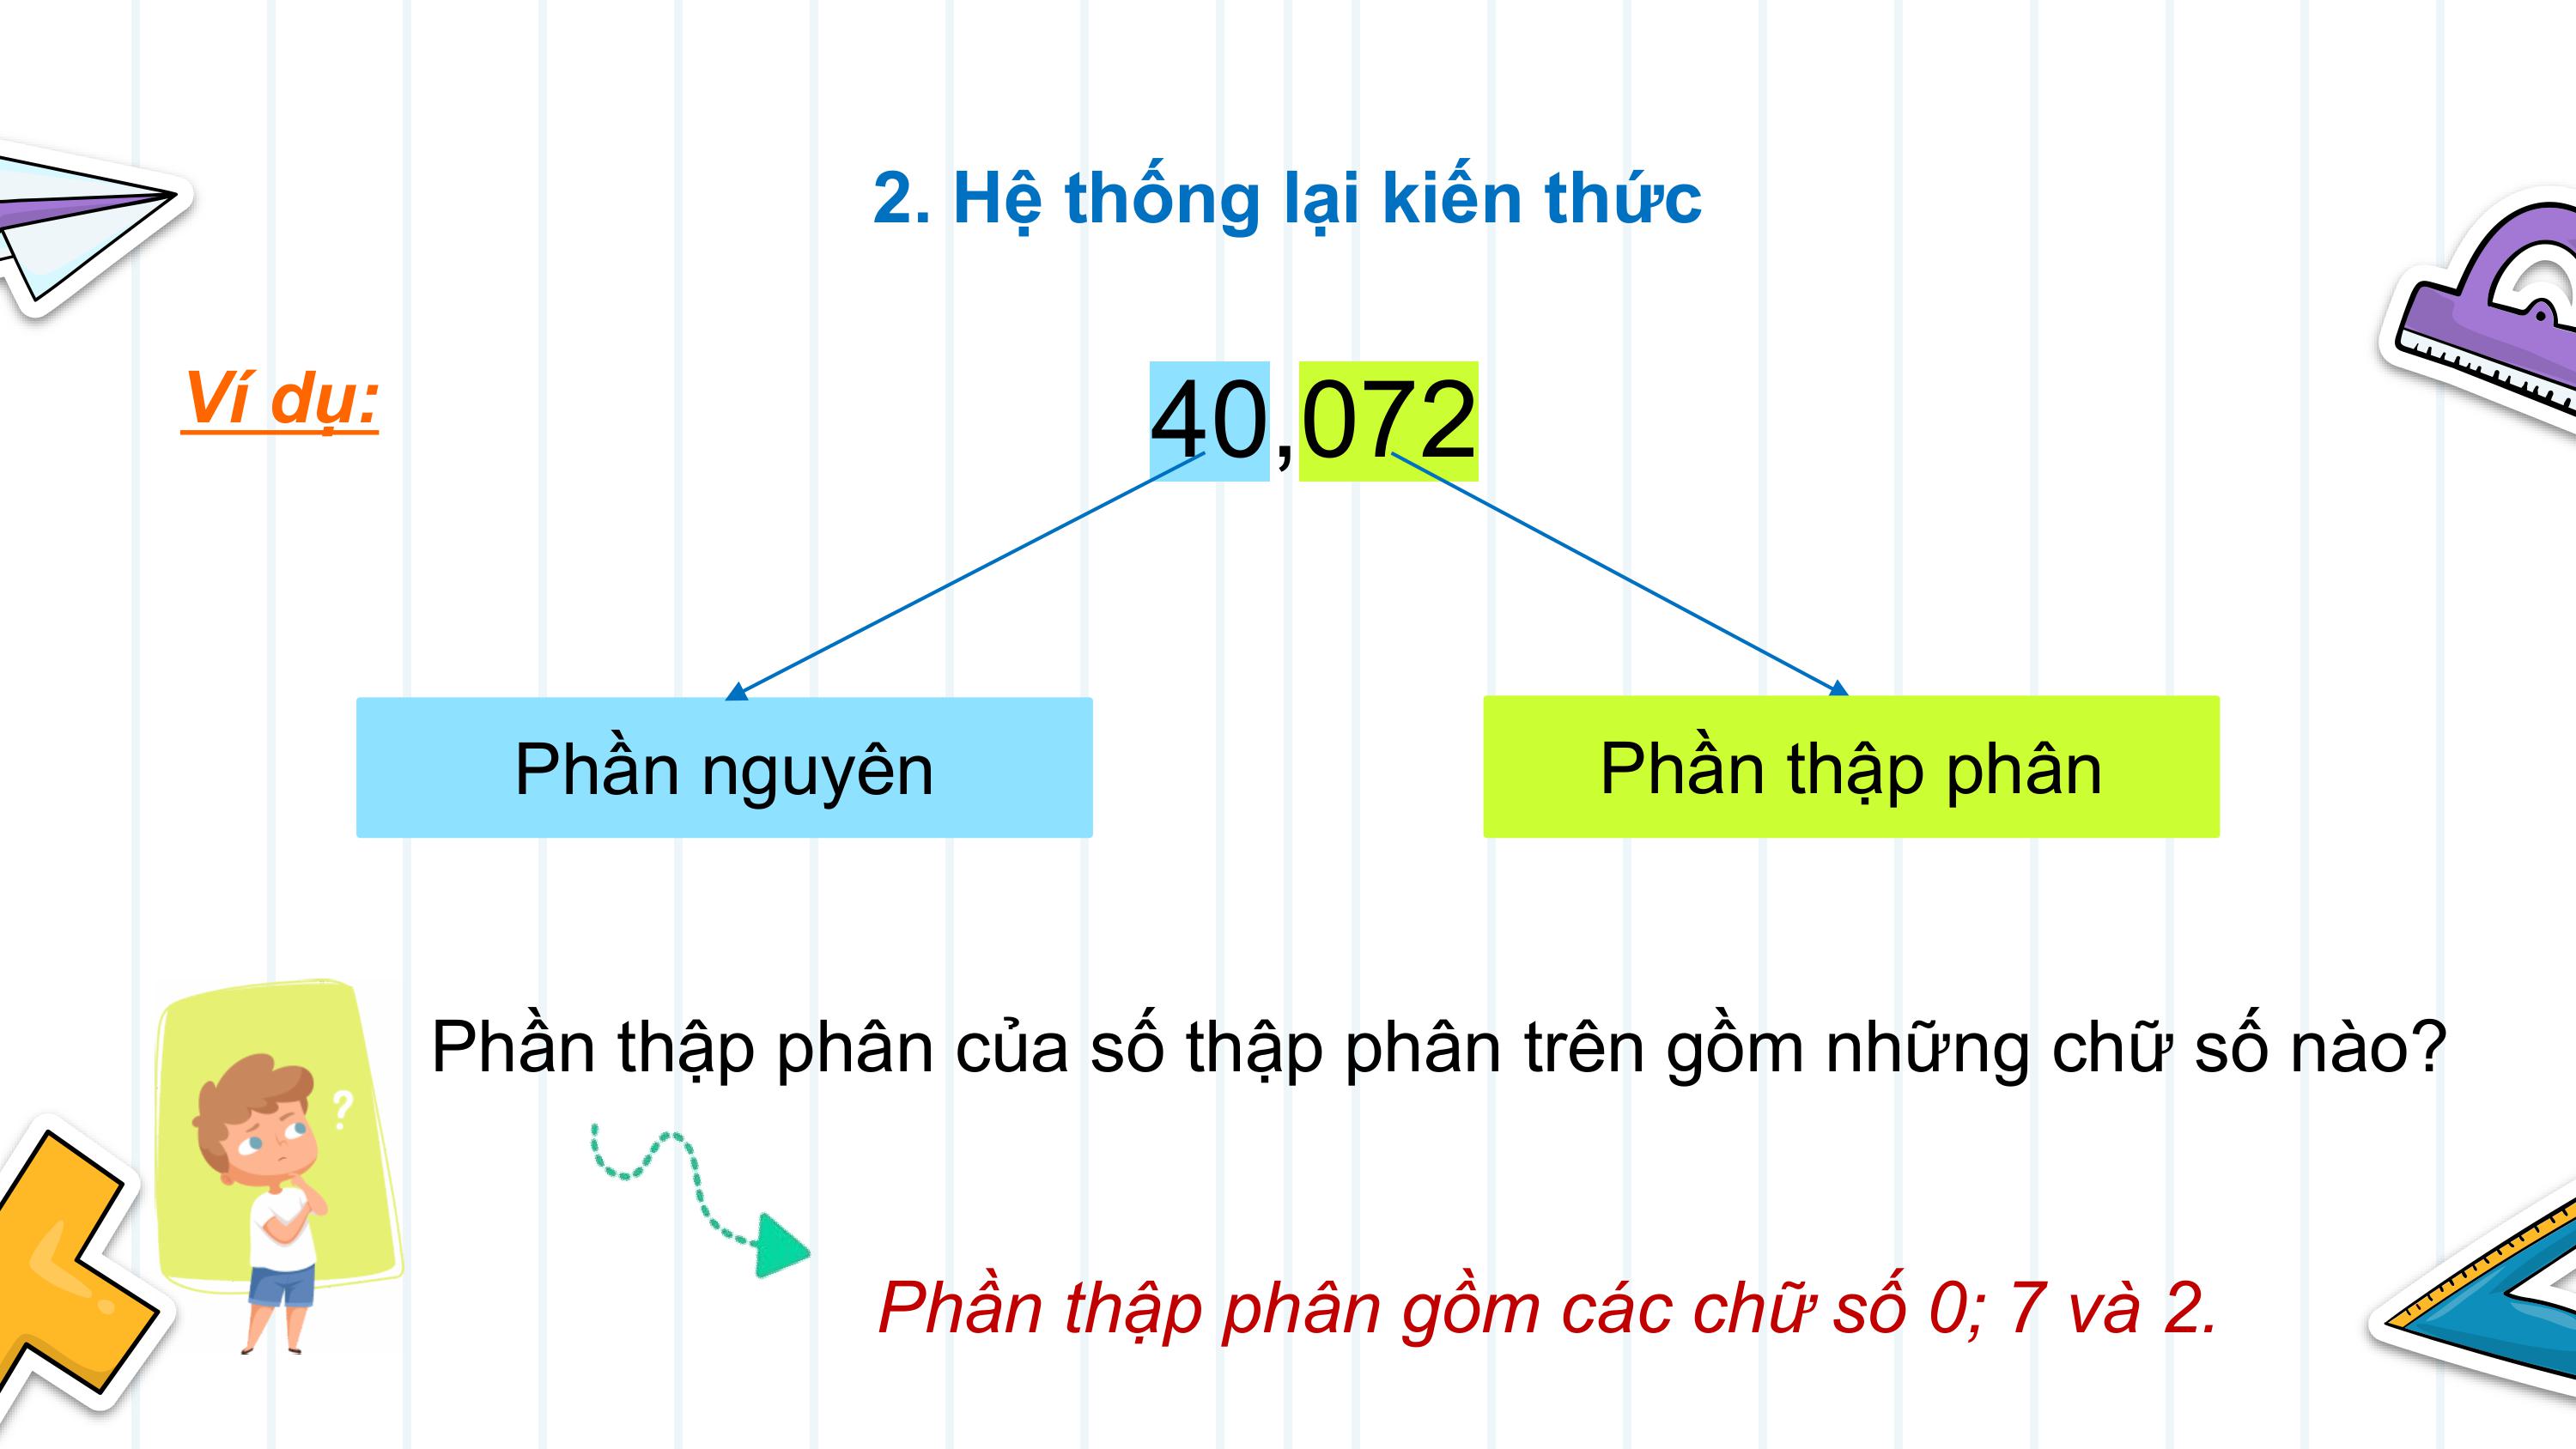 2. Hệ thống lại kiến thức
Ví dụ:
40,072
Phần nguyên
Phần thập phân
Phần thập phân của số thập phân trên gồm những chữ số nào?
?
Phần thập phân gồm các chữ số 0; 7 và 2.